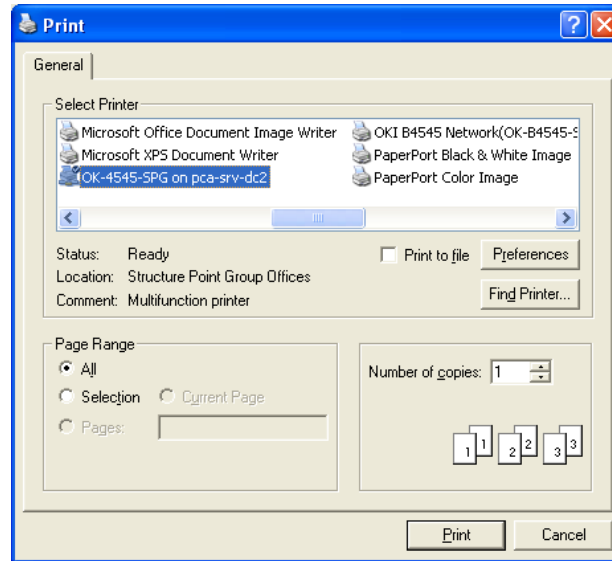 Print
General
Select Printer
Microsoft Office Document Image Writer
Microsoft XPS Document Writer
OK-4545-SPG on pca-srv-dc2
OKI B4545 Network(OK-B4545-S
PaperPort Black & White Image
PaperPort Color Image
Status: Ready
Location: Structure Point Group Offices
Comment: Multifunction printer
Print to file
Preferences
Find Printer...
Page Range
All
Selection
Current Page
Pages:
Number of copies: 1
1 1 2 2 3 3
Print
Cancel